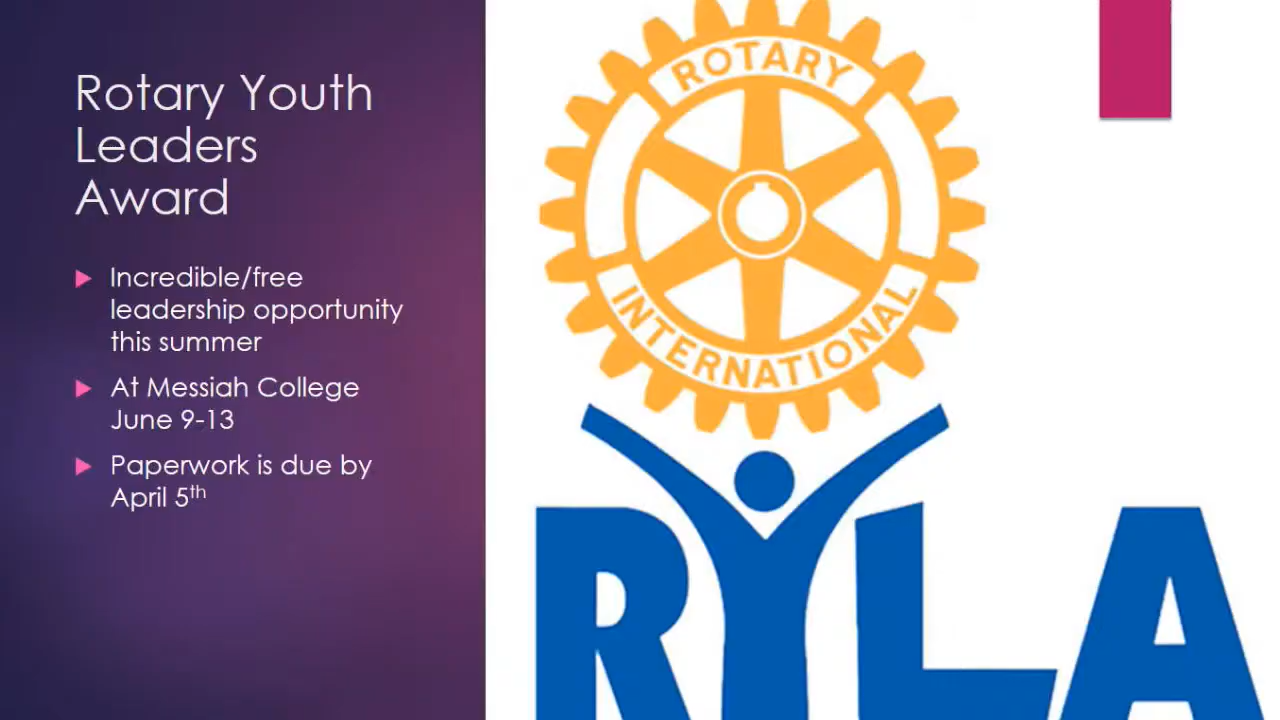 Rotary Youth
Leaders
Award
Incredible/free
leadership opportunity
this summer
At Messiah College
June 9-13
Paperwork is due by
April 5th
ROTARY
INTERNATIONAL
RYLA